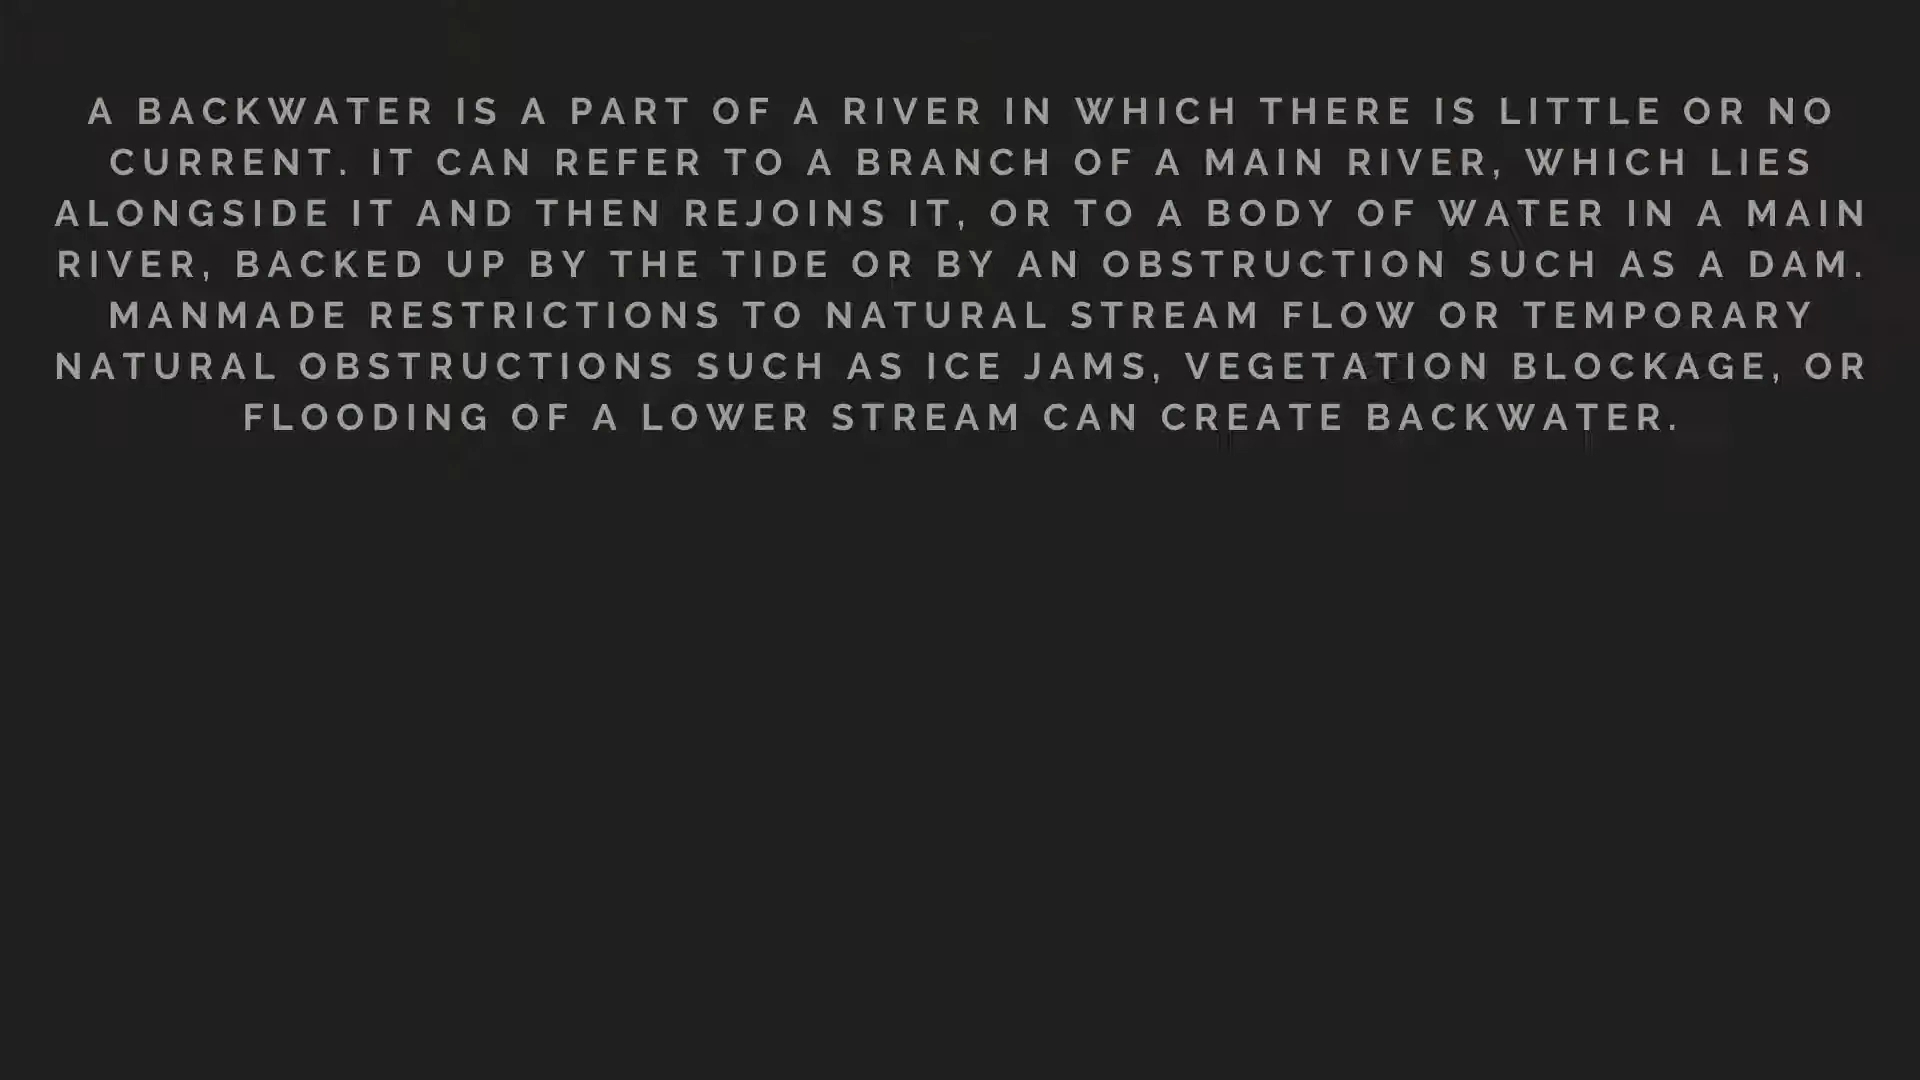 A BACKWATER IS A PART OF A RIVER IN WHICH THERE IS LITTLE OR NO
CURRENT. IT CAN REFER TO A BRANCH OF A MAIN RIVER, WHICH LIES
ALONGSIDE IT AND THEN REJOINS IT, OR TO A BODY OF WATER IN A MAIN
RIVER, BACKED UP BY THE TIDE OR BY AN OBSTRUCTION SUCH AS A DAM.
MANMADE RESTRICTIONS TO NATURAL STREAM FLOW OR TEMPORARY
NATURAL OBSTRUCTIONS SUCH AS ICE JAMS, VEGETATION BLOCKAGE, OR
FLOODING OF A LOWER STREAM CAN CREATE BACKWATER.